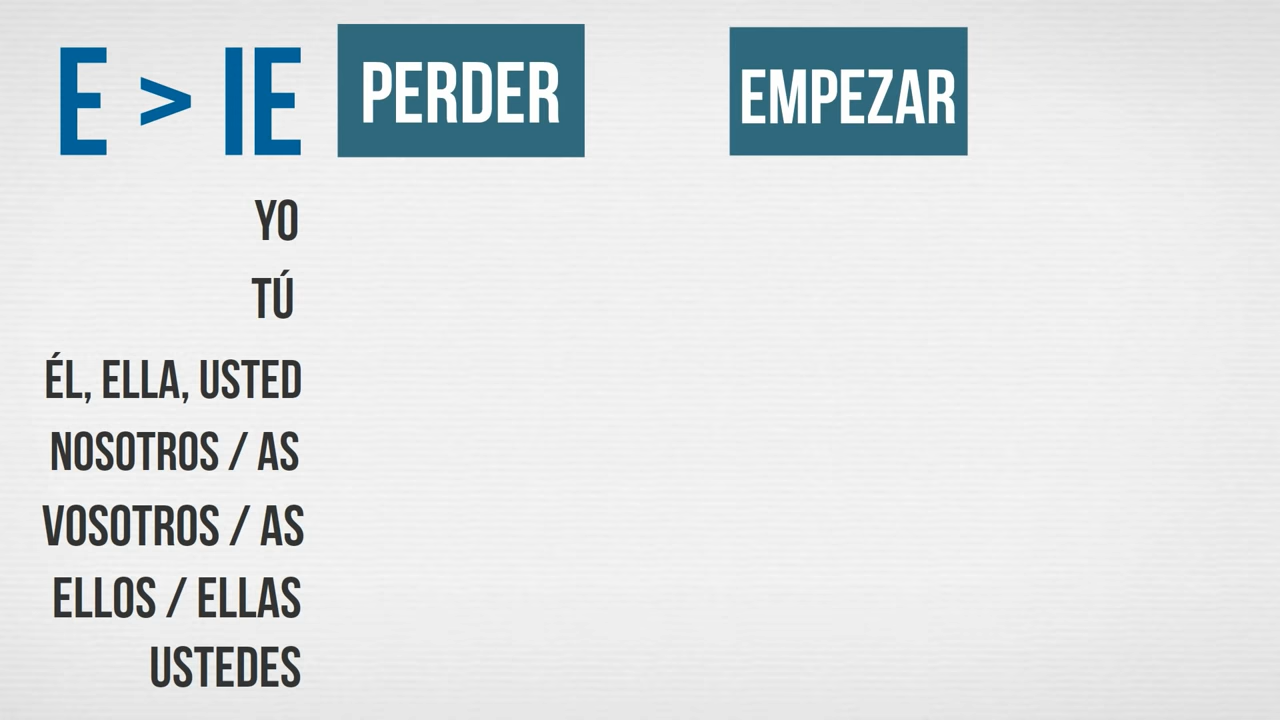 E > IE PERDER EMPEZAR
YO
TÚ
ÉL, ELLA, USTED
NOSOTROS / AS
VOSOTROS / AS
ELLOS / ELLAS
USTEDES